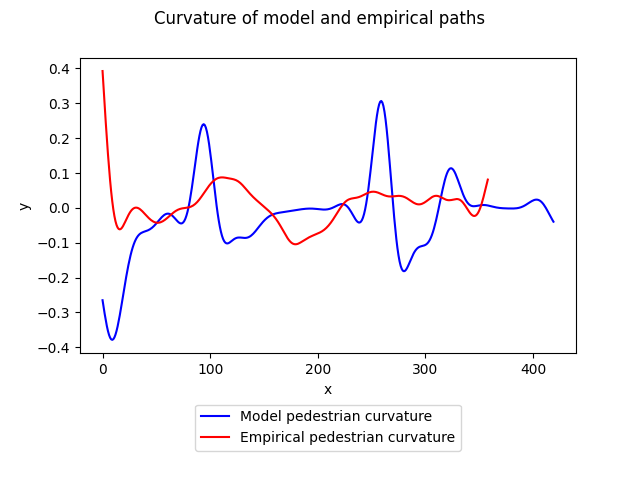 Curvature of model and empirical paths
0.4
0.3
0.2
0.1
0.0
−0.1
−0.2
−0.3
−0.4
y
0 100 200 300 400
x
Model pedestrian curvature
Empirical pedestrian curvature